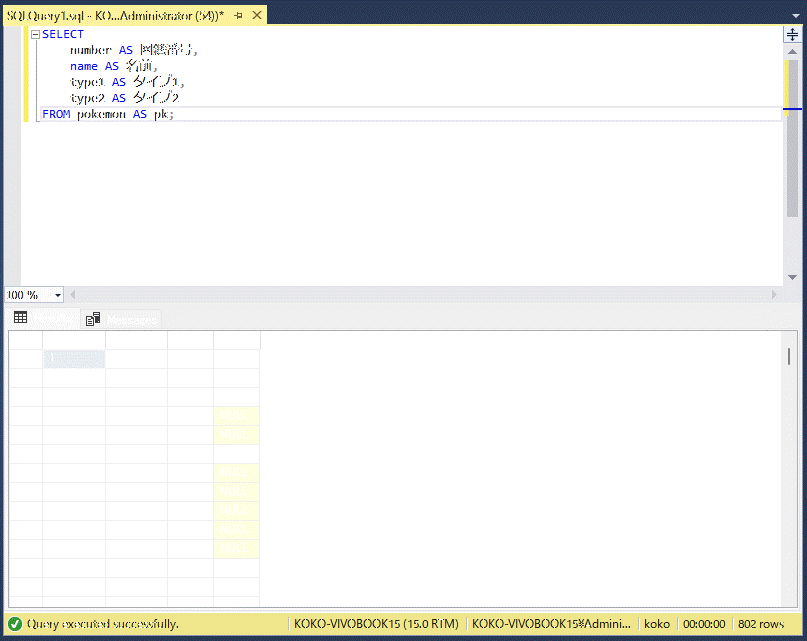 SQLQuery1.sql - KO...Administrator (54))*
SELECT
number AS 図鑑番号,
name AS 名前,
type1 AS タイプ1,
type2 AS タイプ2
FROM pokemon AS pk;
100 %
Results
Messages
1
Query executed successfully.
KOKO-VIVOBOOK15 (15.0 RTM)
KOKO-VIVOBOOK15¥Admini...
koko
00:00:00
802 rows